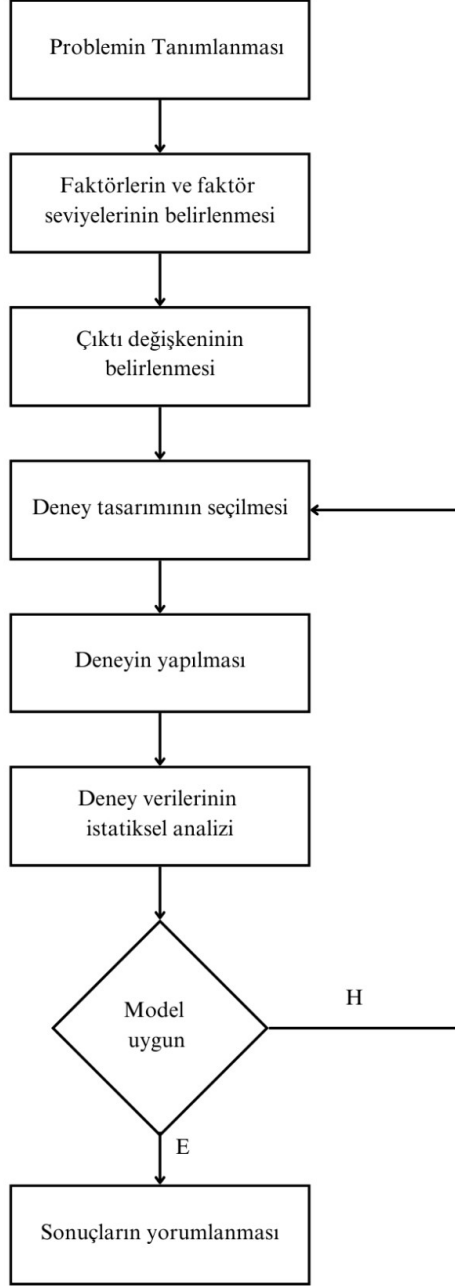 Problemin Tanımlanması
Faktörlerin ve faktör
seviyelerinin belirlenmesi
Çıktı değişkeninin
belirlenmesi
Deney tasarımının seçilmesi
Deneyin yapılması
Deney verilerinin
istatiksel analizi
Model
uygun
H
E
Sonuçların yorumlanması